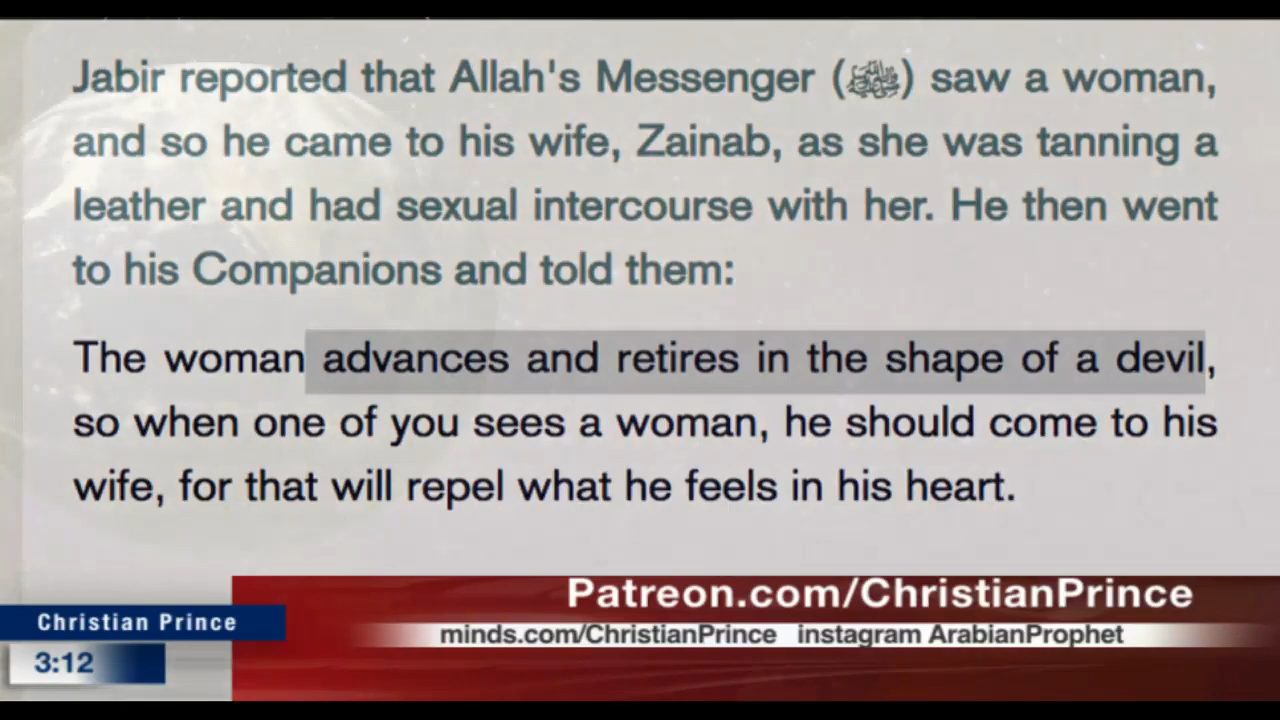 Jabir reported that Allah's Messenger (ﷺ) saw a woman,
and so he came to his wife, Zainab, as she was tanning a
leather and had sexual intercourse with her. He then went
to his Companions and told them:
The woman advances and retires in the shape of a devil,
so when one of you sees a woman, he should come to his
wife, for that will repel what he feels in his heart.
Patreon.com/ChristianPrince
Christian Prince
minds.com/ChristianPrince instagram ArabianProphet
3:12